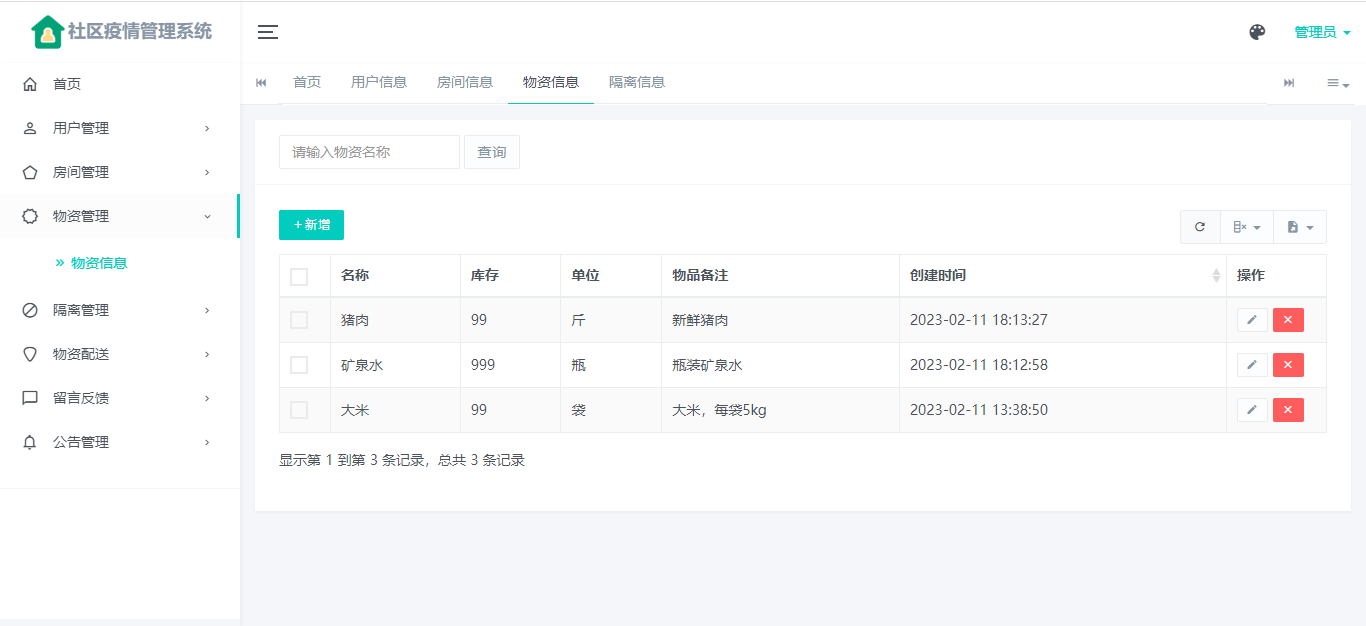 社区疫情管理系统
管理员
首页
用户管理
房间管理
物资管理
» 物资信息
隔离管理
物资配送
留言反馈
公告管理
首页 用户信息 房间信息 物资信息 隔离信息
请输入物资名称 查询
+ 新增
名称 库存 单位 物品备注 创建时间 操作
猪肉 99 斤 新鲜猪肉 2023-02-11 18:13:27
矿泉水 999 瓶 瓶装矿泉水 2023-02-11 18:12:58
大米 99 袋 大米，每袋5kg 2023-02-11 13:38:50
显示第 1 到第 3 条记录，总共 3 条记录